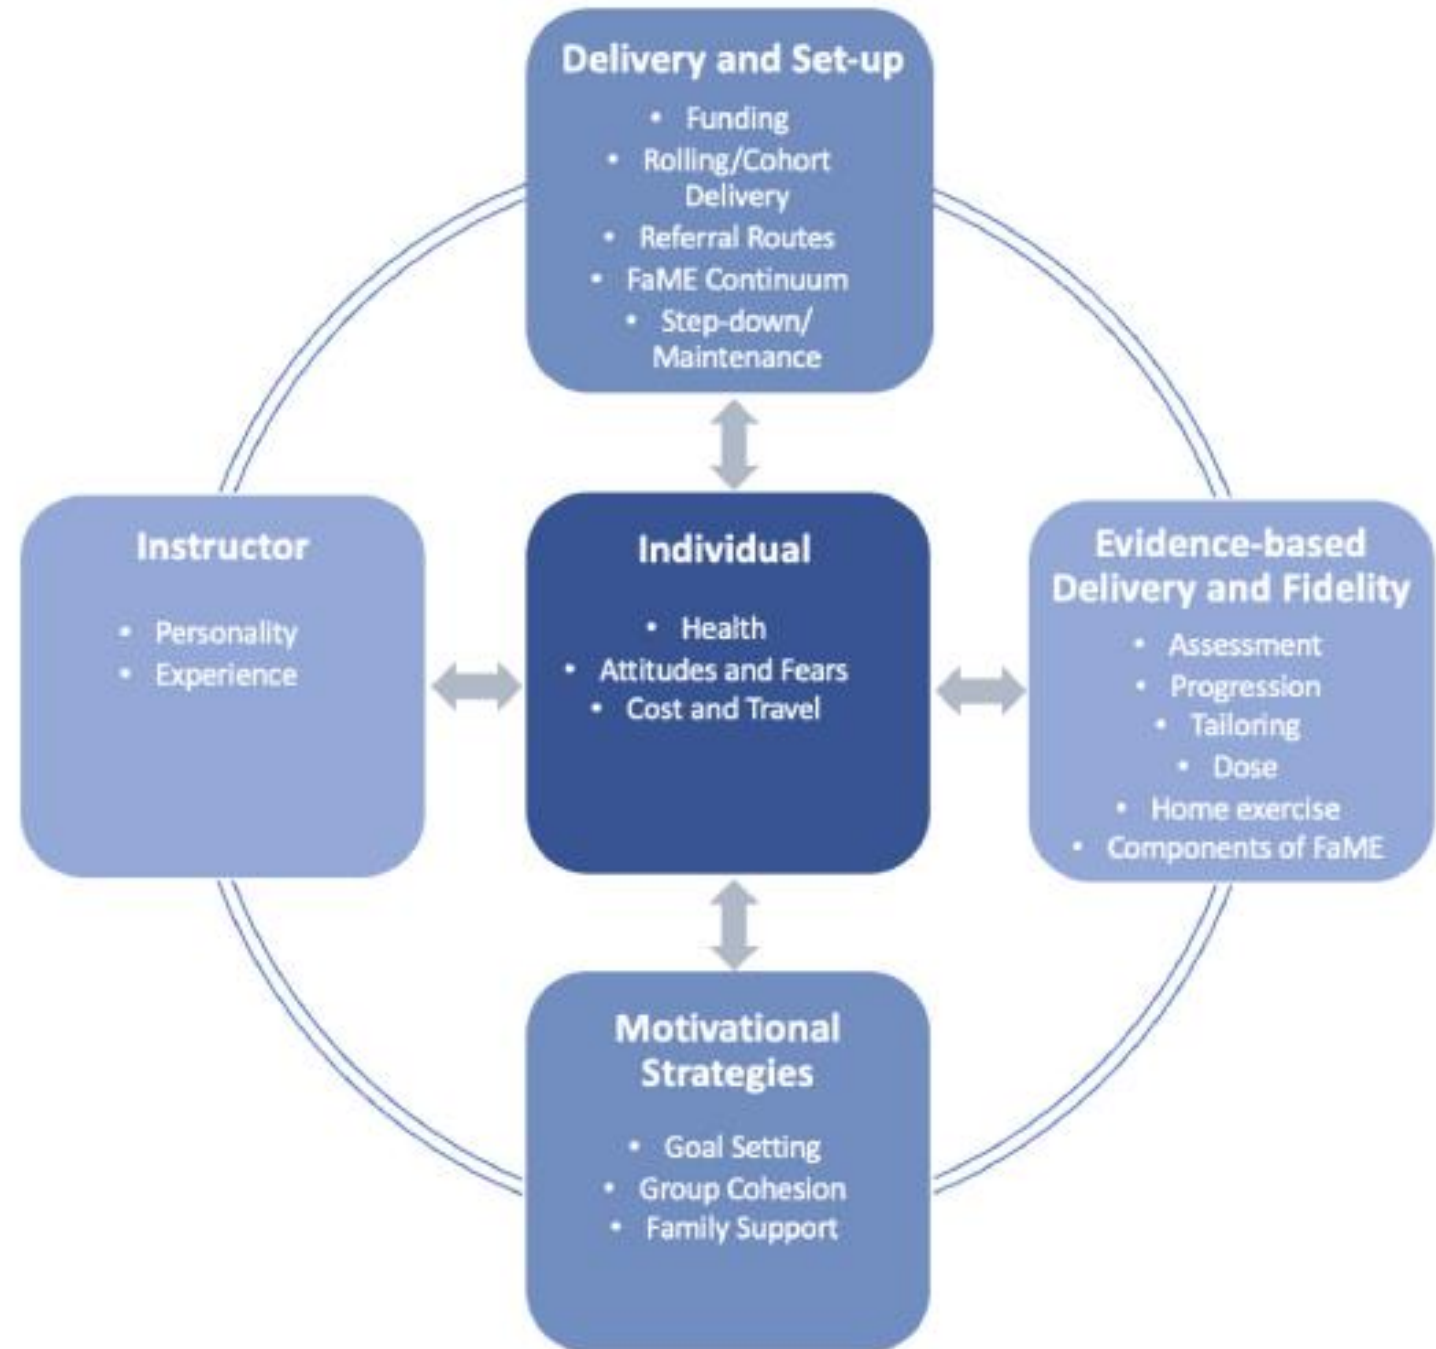 Delivery and Set-up
• Funding
• Rolling/Cohort
Delivery
• Referral Routes
• FaME Continuum
• Step-down/
Maintenance
Instructor
• Personality
• Experience
Individual
• Health
• Attitudes and Fears
• Cost and Travel
Evidence-based
Delivery and Fidelity
• Assessment
• Progression
• Tailoring
• Dose
• Home exercise
• Components of FaME
Motivational
Strategies
• Goal Setting
• Group Cohesion
• Family Support